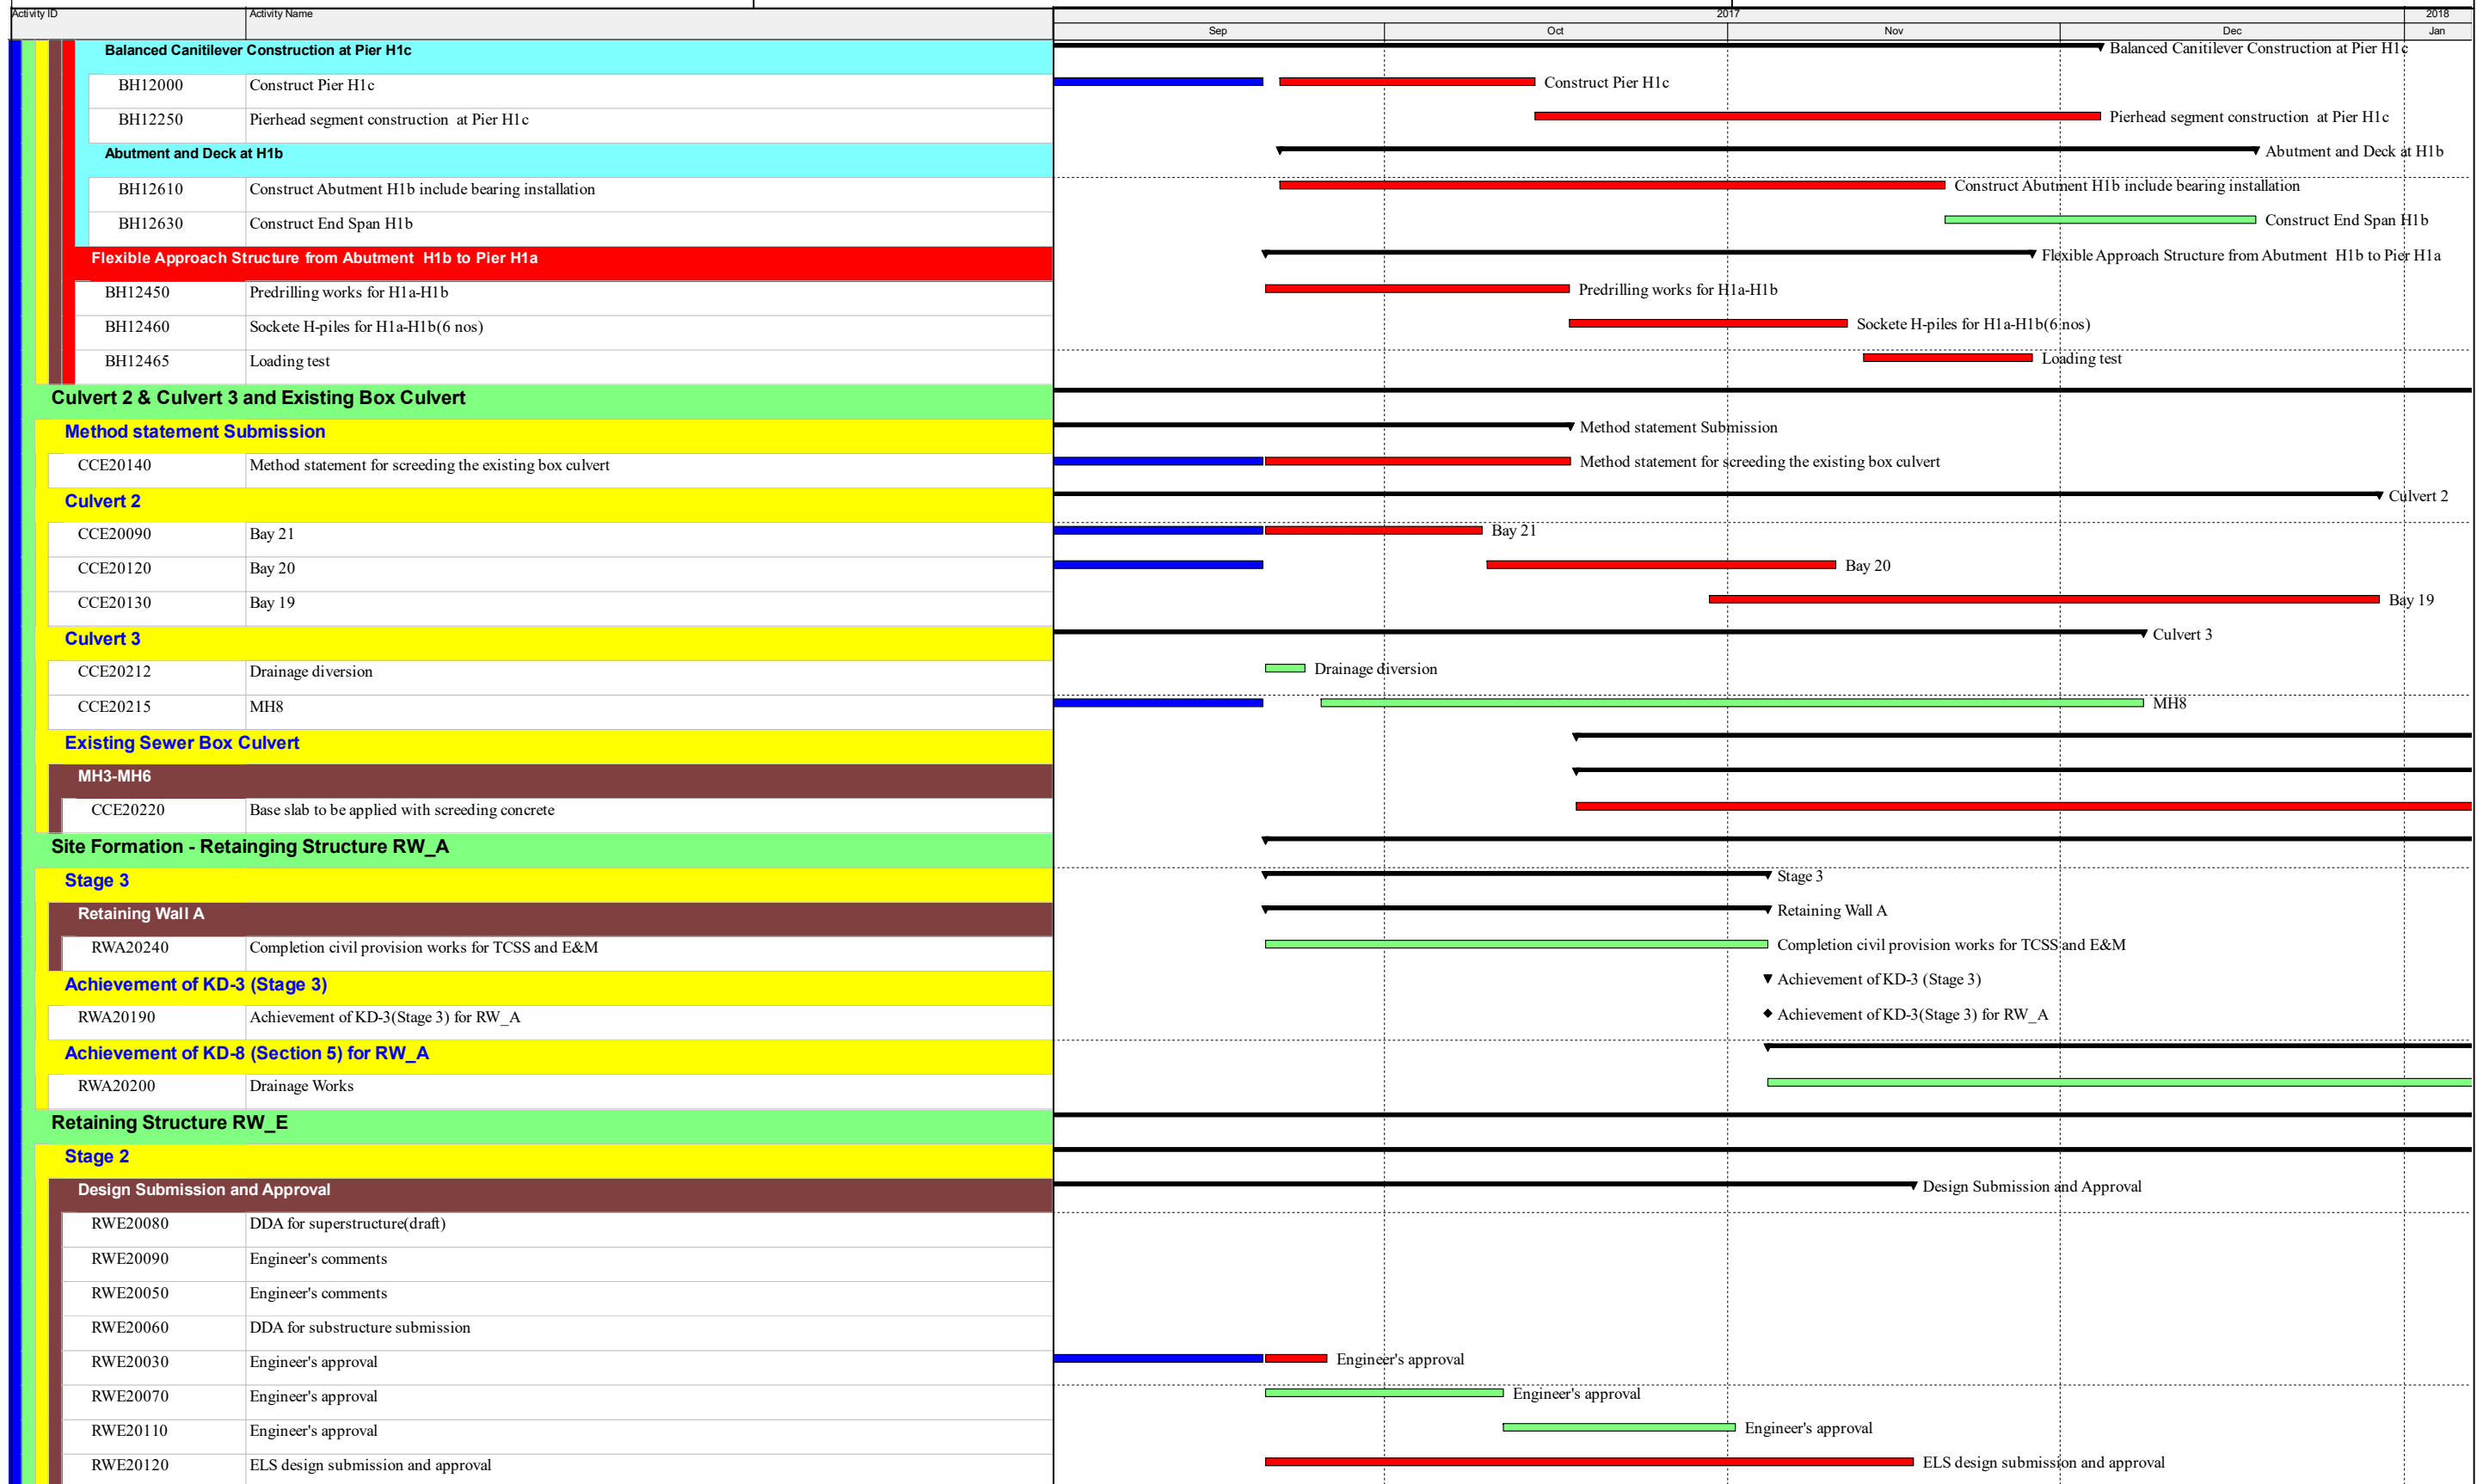 Activity ID Activity Name 2017 2018
Sep Oct Nov Dec Jan
Balanced Canitilever Construction at Pier H1c Balanced Canitilever Construction at Pier H1c
BH12000 Construct Pier H1c Construct Pier H1c
BH12250 Pierhead segment construction at Pier H1c Pierhead segment construction at Pier H1c
Abutment and Deck at H1b Abutment and Deck at H1b
BH12610 Construct Abutment H1b include bearing installation Construct Abutment H1b include bearing installation
BH12630 Construct End Span H1b Construct End Span H1b
Flexible Approach Structure from Abutment H1b to Pier H1a Flexible Approach Structure from Abutment H1b to Pier H1a
BH12450 Predrilling works for H1a-H1b Predrilling works for H1a-H1b
BH12460 Sockete H-piles for H1a-H1b(6 nos) Sockete H-piles for H1a-H1b(6 nos)
BH12465 Loading test Loading test
Culvert 2 & Culvert 3 and Existing Box Culvert
Method statement Submission Method statement Submission
CCE20140 Method statement for screeding the existing box culvert Method statement for screeding the existing box culvert
Culvert 2 Culvert 2
CCE20090 Bay 21 Bay 21
CCE20120 Bay 20 Bay 20
CCE20130 Bay 19 Bay 19
Culvert 3 Culvert 3
CCE20212 Drainage diversion Drainage diversion
CCE20215 MH8 MH8
Existing Sewer Box Culvert
MH3-MH6
CCE20220 Base slab to be applied with screeding concrete
Site Formation - Retainging Structure RW_A
Stage 3 Stage 3
Retaining Wall A Retaining Wall A
RWA20240 Completion civil provision works for TCSS and E&M Completion civil provision works for TCSS and E&M
Achievement of KD-3 (Stage 3) Achievement of KD-3 (Stage 3)
RWA20190 Achievement of KD-3(Stage 3) for RW_A Achievement of KD-3(Stage 3) for RW_A
Achievement of KD-8 (Section 5) for RW_A
RWA20200 Drainage Works
Retaining Structure RW_E
Stage 2
Design Submission and Approval Design Submission and Approval
RWE20080 DDA for superstructure(draft)
RWE20090 Engineer's comments
RWE20050 Engineer's comments
RWE20060 DDA for substructure submission
RWE20030 Engineer's approval Engineer's approval
RWE20070 Engineer's approval Engineer's approval
RWE20110 Engineer's approval Engineer's approval
RWE20120 ELS design submission and approval ELS design submission and approval